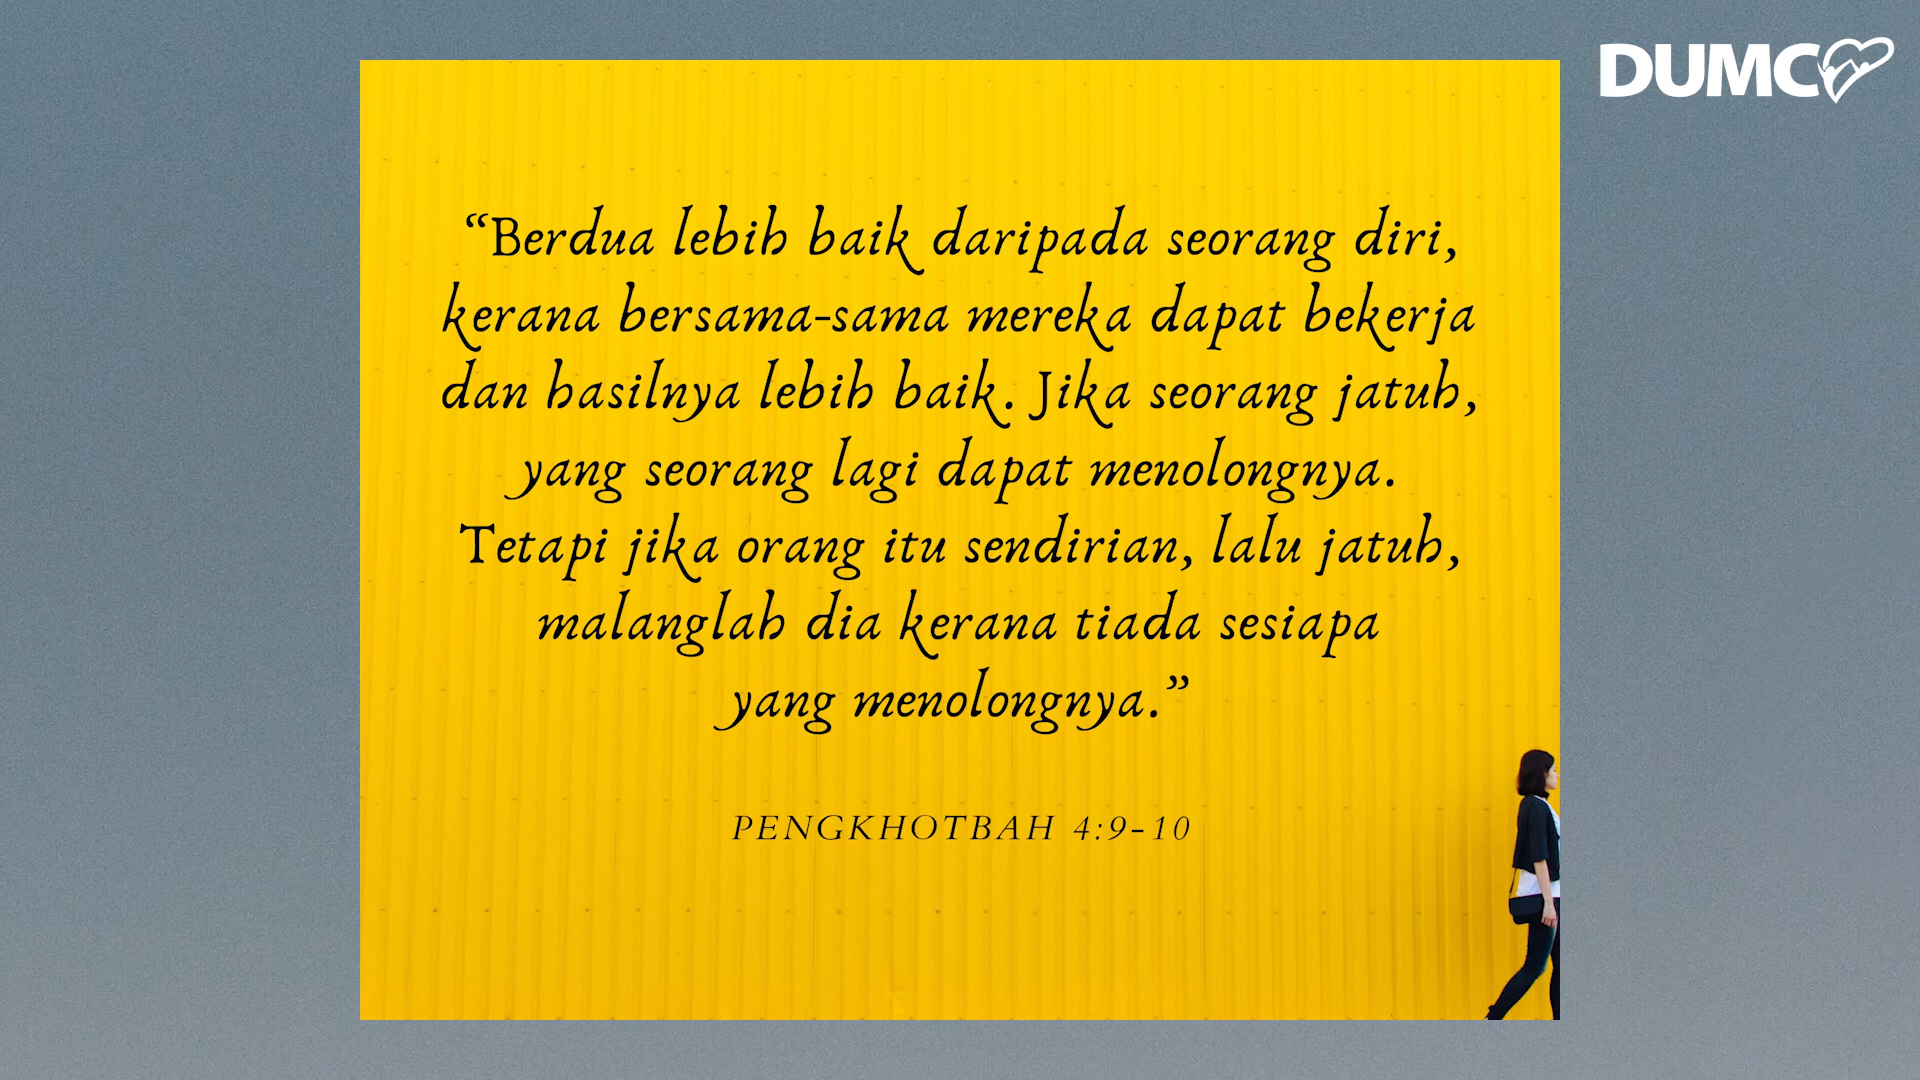 DUMC
“Berdua lebih baik daripada seorang diri,
kerana bersama-sama mereka dapat bekerja
dan hasilnya lebih baik. Jika seorang jatuh,
yang seorang lagi dapat menolongnya.
Tetapi jika orang itu sendirian, lalu jatuh,
malanglah dia kerana tiada sesiapa
yang menolongnya.”
PENGKHOTBAH 4:9-10